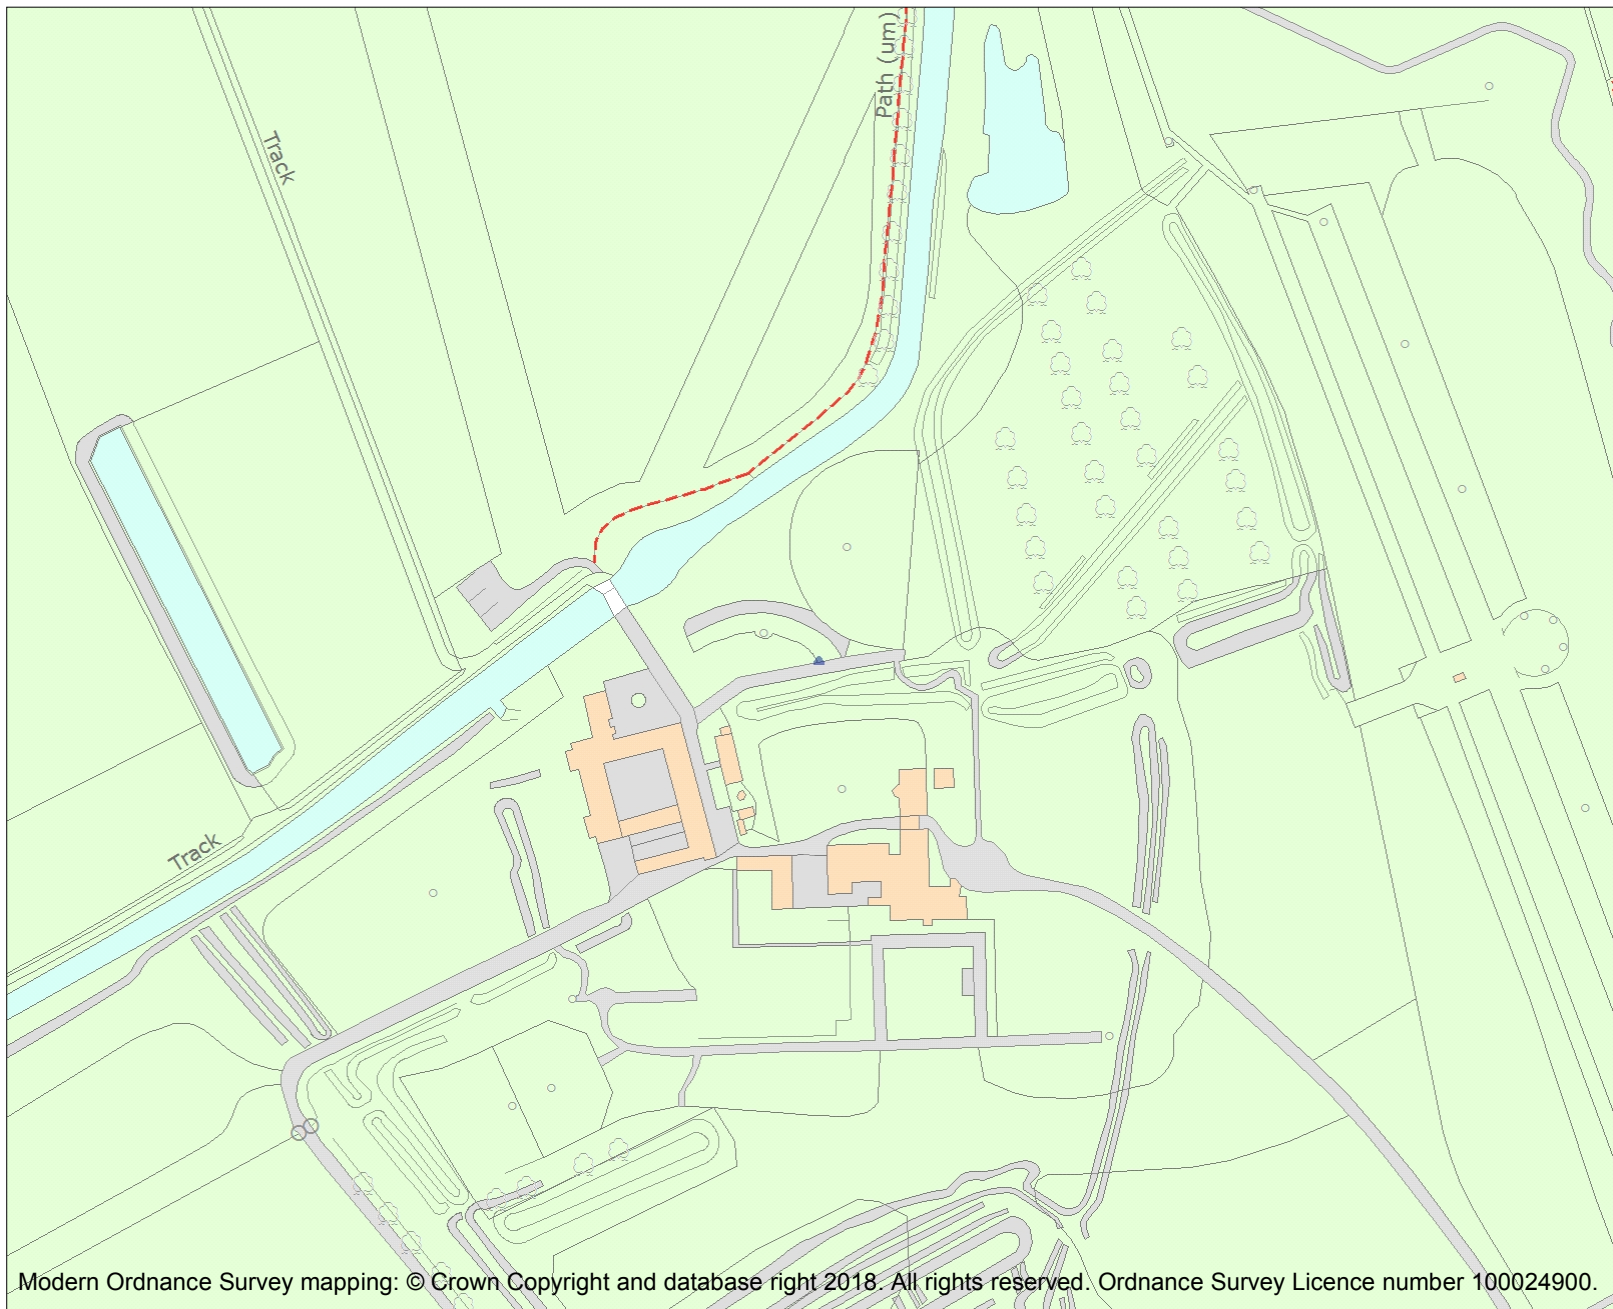 Path (um)
Track
Track
Modern Ordnance Survey mapping: © Crown Copyright and database right 2018. All rights reserved. Ordnance Survey Licence number 100024900.